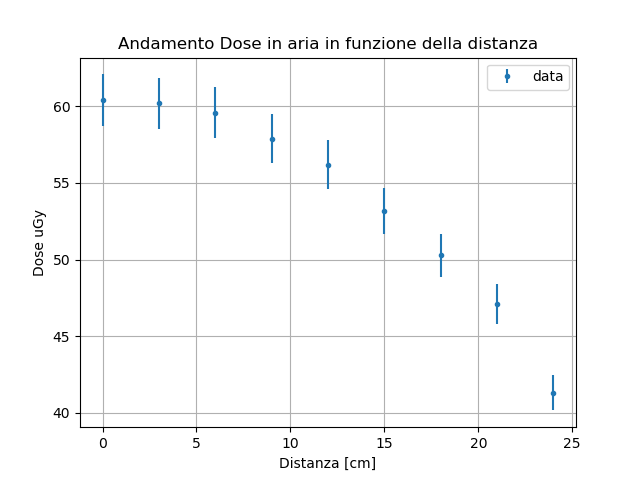 Andamento Dose in aria in funzione della distanza
data
Dose uGy
60
55
50
45
40
0 5 10 15 20 25
Distanza [cm]